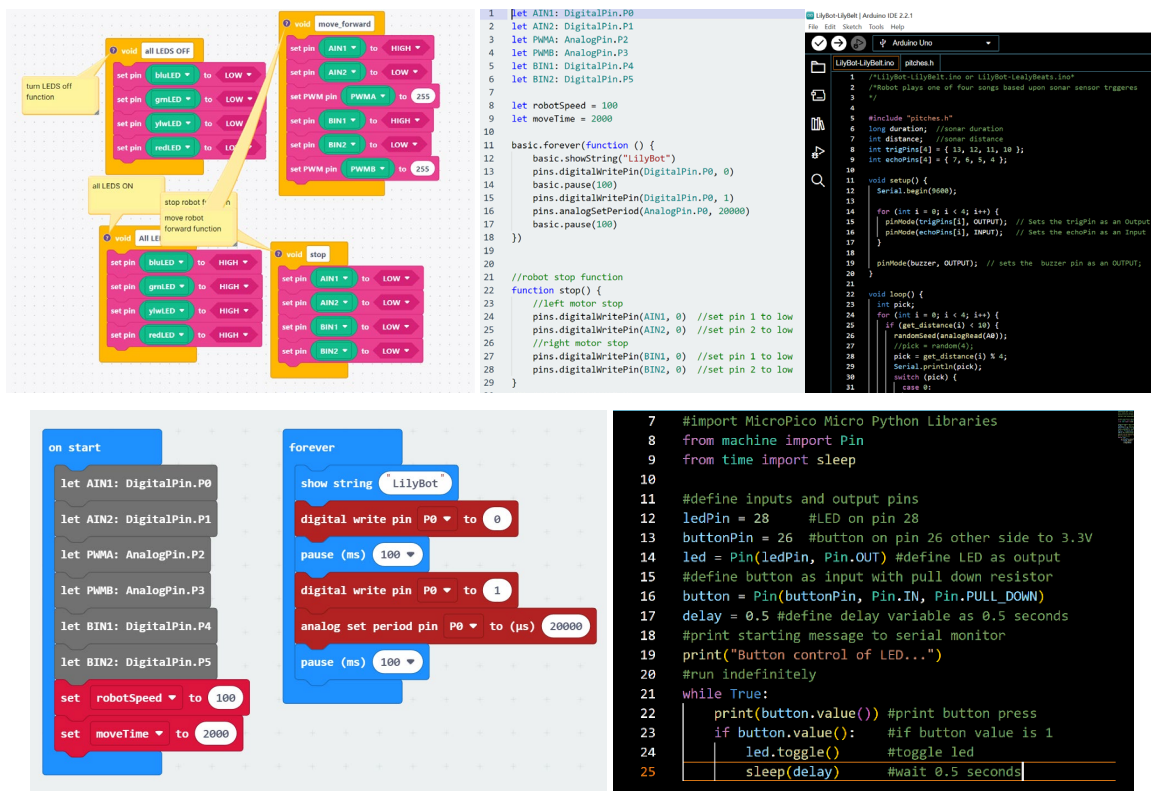 void move_forward
set pin AIN1 to HIGH
set pin AIN2 to LOW
set PWM pin PWMA to 255
set pin BIN1 to HIGH
set pin BIN2 to LOW
set PWM pin PWMB to 255
void all LEDS OFF
set pin bluLED to LOW
set pin grnLED to LOW
set pin ylwLED to LOW
set pin redLED to
turn LEDS off
function
all LEDS ON
stop robot
move robot
forward function
void All
set pin bluLED to HIGH
set pin grnLED to HIGH
set pin ylwLED to HIGH
set pin redLED to HIGH
void stop
set pin AIN1 to LOW
set pin AIN2 to LOW
set pin BIN1 to LOW
set pin BIN2 to LOW
1 let AIN1: DigitalPin.P0
2 let AIN2: DigitalPin.P1
3 let PWMA: AnalogPin.P2
4 let PWMB: AnalogPin.P3
5 let BIN1: DigitalPin.P4
6 let BIN2: DigitalPin.P5
7
8 let robotSpeed = 100
9 let moveTime = 2000
10
11 basic.forever(function () {
12 basic.showString("LilyBot")
13 pins.digitalWritePin(DigitalPin.P0, 0)
14 basic.pause(100)
15 pins.digitalWritePin(DigitalPin.P0, 1)
16 pins.analogSetPeriod(AnalogPin.P0, 20000)
17 basic.pause(100)
18 })
19
20
21 //robot stop function
22 function stop() {
23 //left motor stop
24 pins.digitalWritePin(AIN1, 0) //set pin 1 to low
25 pins.digitalWritePin(AIN2, 0) //set pin 2 to low
26 //right motor stop
27 pins.digitalWritePin(BIN1, 0) //set pin 1 to low
28 pins.digitalWritePin(BIN2, 0) //set pin 2 to low
29 }
LilyBot-LilyBelt | Arduino IDE 2.2.1
File Edit Sketch Tools Help
Arduino Uno
LilyBot-LilyBelt.ino pitches.h
1 /*LilyBot-LilyBelt.ino or LilyBot-LealyBeats.ino*
2 /*Robot plays one of four songs based upon sonar sensor trggeres
3 */
4
5 #include "pitches.h"
6 long duration; //sonar duration
7 int distance; //sonar distance
8 int trigPins[4] = { 13, 12, 11, 10 };
9 int echoPins[4] = { 7, 6, 5, 4 };
10
11 void setup() {
12 Serial.begin(9600);
13
14 for (int i = 0; i < 4; i++) {
15 pinMode(trigPins[i], OUTPUT); // Sets the trigPin as an Output
16 pinMode(echoPins[i], INPUT); // Sets the echoPin as an Input
17 }
18
19 pinMode(buzzer, OUTPUT); // sets the buzzer pin as an OUTPUT;
20 }
21
22 void loop() {
23 int pick;
24 for (int i = 0; i < 4; i++) {
25 if (get_distance(i) < 10) {
26 randomSeed(analogRead(A0));
27 //pick = random(4);
28 pick = get_distance(i) % 4;
29 Serial.println(pick);
30 switch (pick) {
31 case 0:
on start
let AIN1: DigitalPin.P0
let AIN2: DigitalPin.P1
let PWMA: AnalogPin.P2
let PWMB: AnalogPin.P3
let BIN1: DigitalPin.P4
let BIN2: DigitalPin.P5
set robotSpeed to 100
set moveTime to 2000
forever
show string "LilyBot"
digital write pin P0 to 0
pause (ms) 100
digital write pin P0 to 1
analog set period pin P0 to (µs) 20000
pause (ms) 100
7 #import MicroPico Micro Python Libraries
8 from machine import Pin
9 from time import sleep
10
11 #define inputs and output pins
12 ledPin = 28 #LED on pin 28
13 buttonPin = 26 #button on pin 26 other side to 3.3V
14 led = Pin(ledPin, Pin.OUT) #define LED as output
15 #define button as input with pull down resistor
16 button = Pin(buttonPin, Pin.IN, Pin.PULL_DOWN)
17 delay = 0.5 #define delay variable as 0.5 seconds
18 #print starting message to serial monitor
19 print("Button control of LED...")
20 #run indefinitely
21 while True:
22 print(button.value()) #print button press
23 if button.value(): #if button value is 1
24 led.toggle() #toggle led
25 sleep(delay) #wait 0.5 seconds